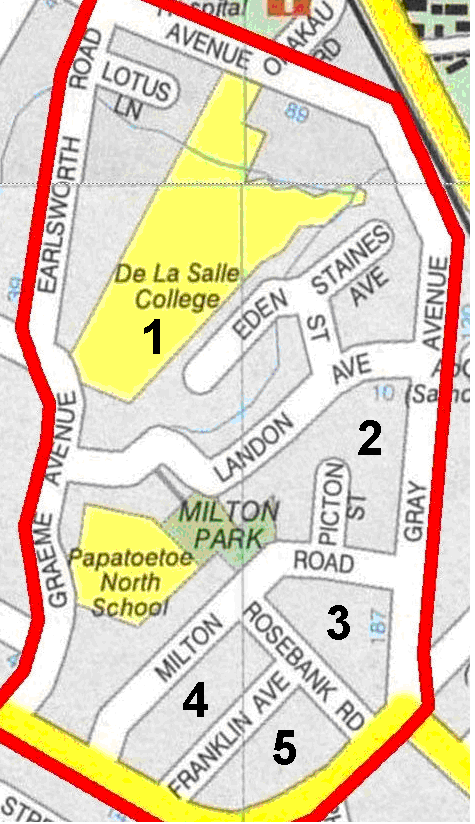 Hospital
AVENUE
O
RD
ROAD
LOTUS
LN
89
EARLSWORTH
De La Salle
College
1
EDEN
ST
STAINES
AVE
AVENUE
AVE
10
LANDON
2
AVENUE
GRAEME
MILTON
PARK
PICTON
ST
GRAY
Papatoetoe
North
School
ROAD
MILTON
3
187
ROSEBANK RD
4
FRANKLIN AVE
5